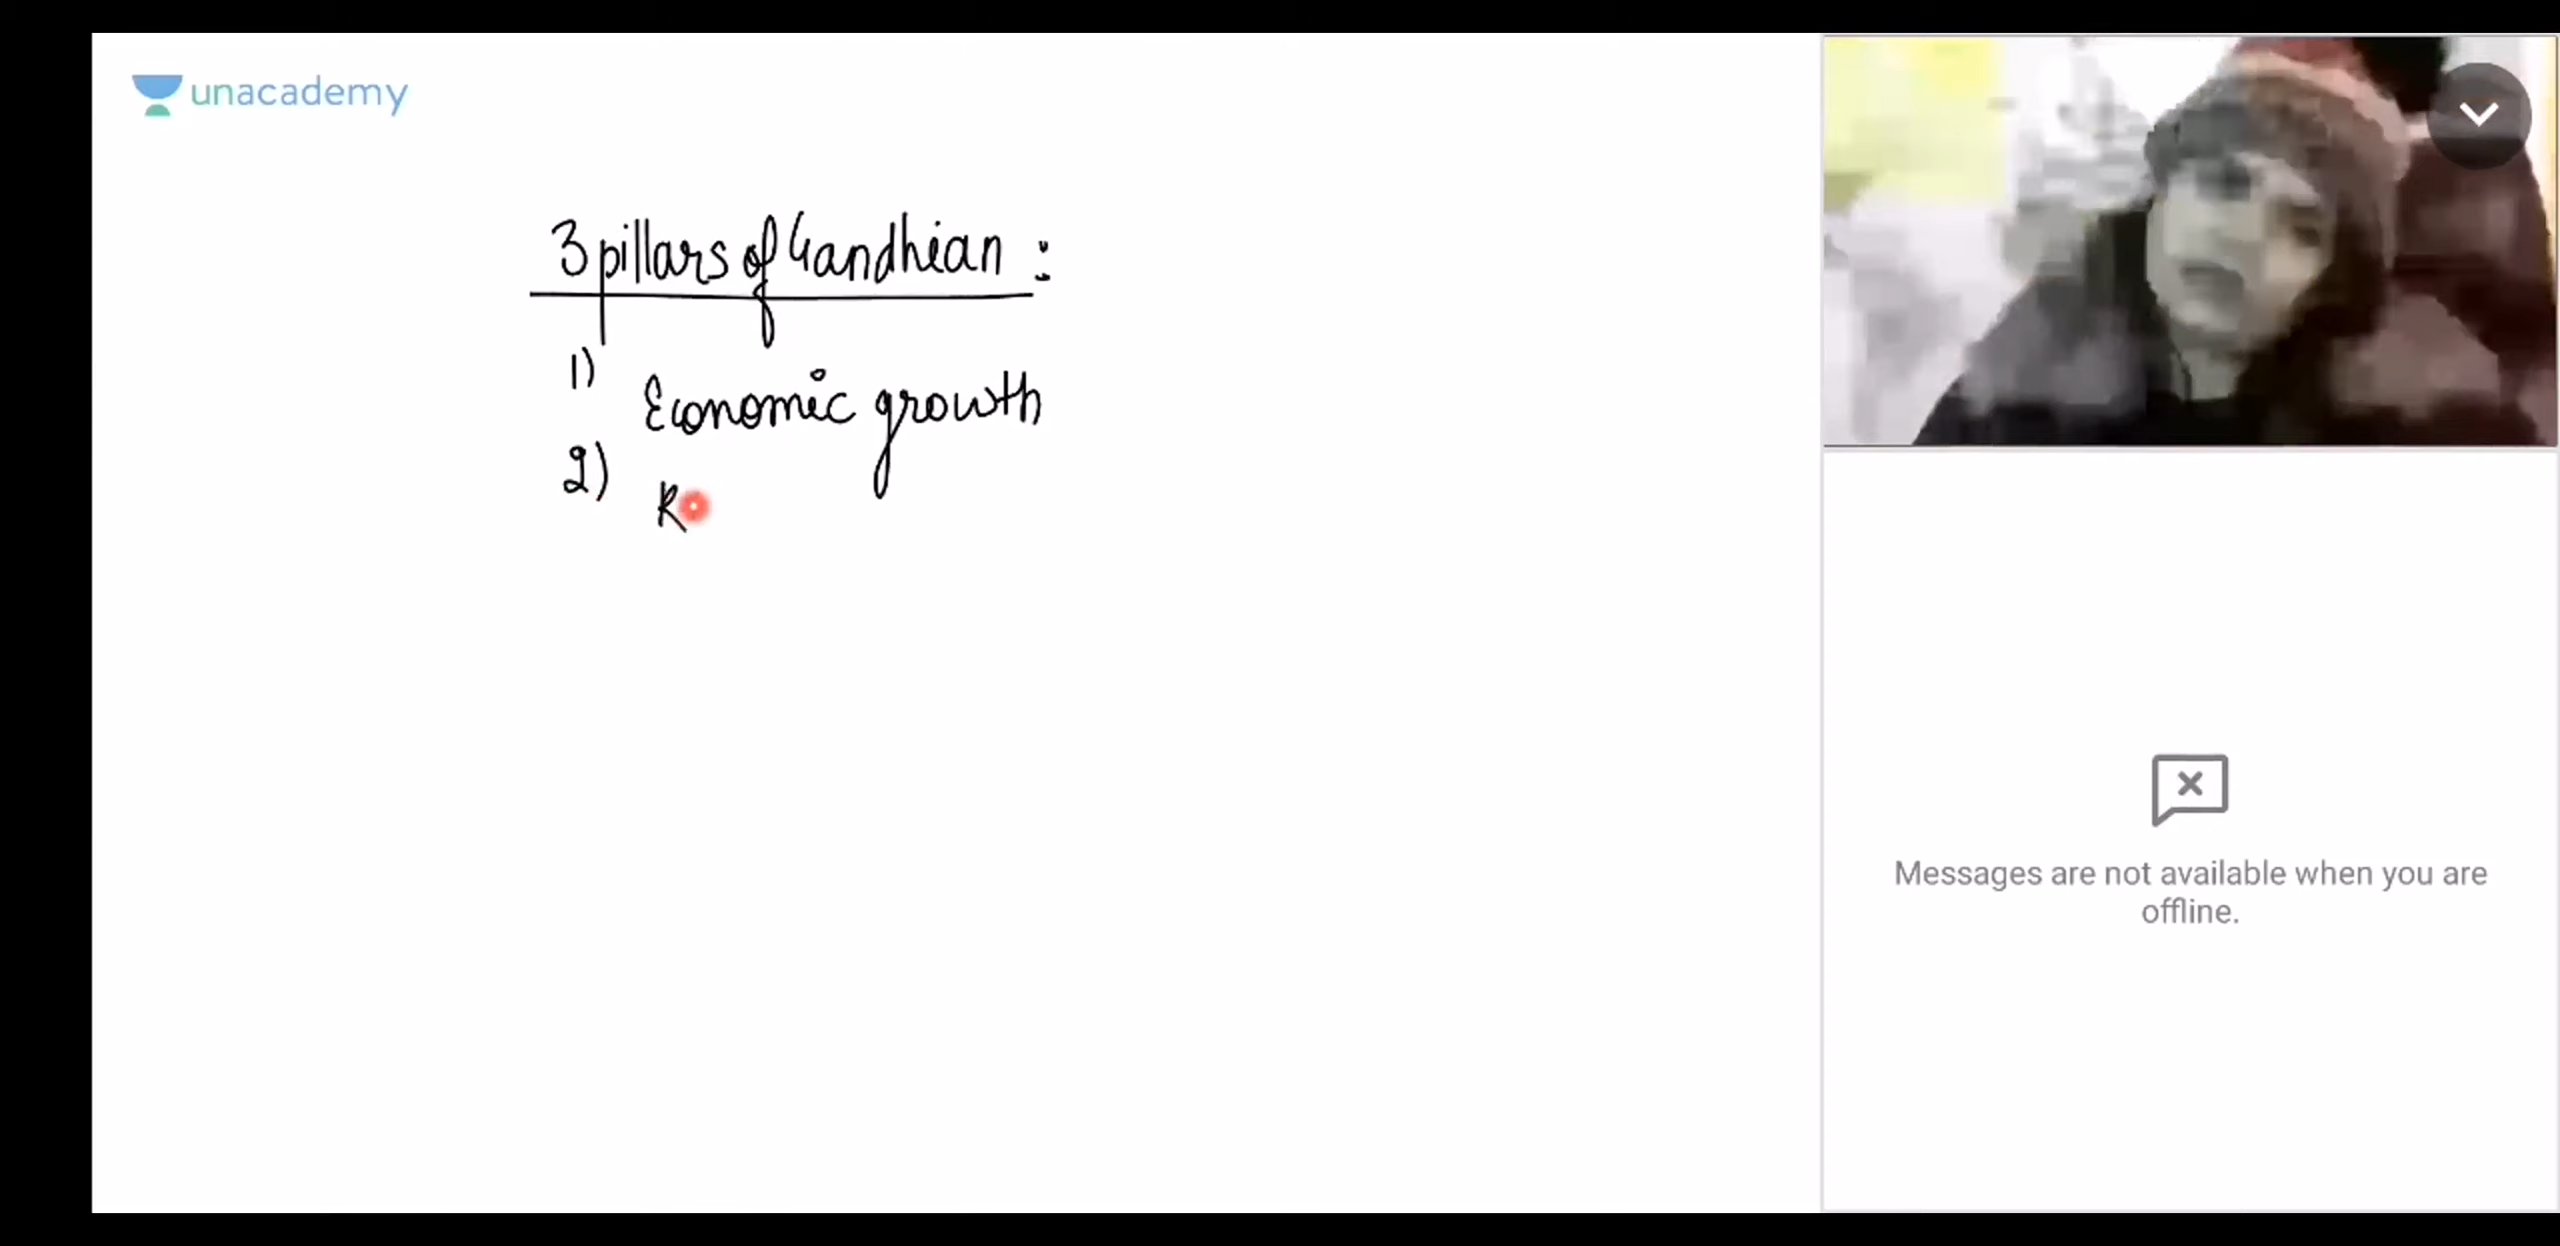 unacademy
3 pillars of Gandhian :
1) Economic growth
2) R
Messages are not available when you are
offline.